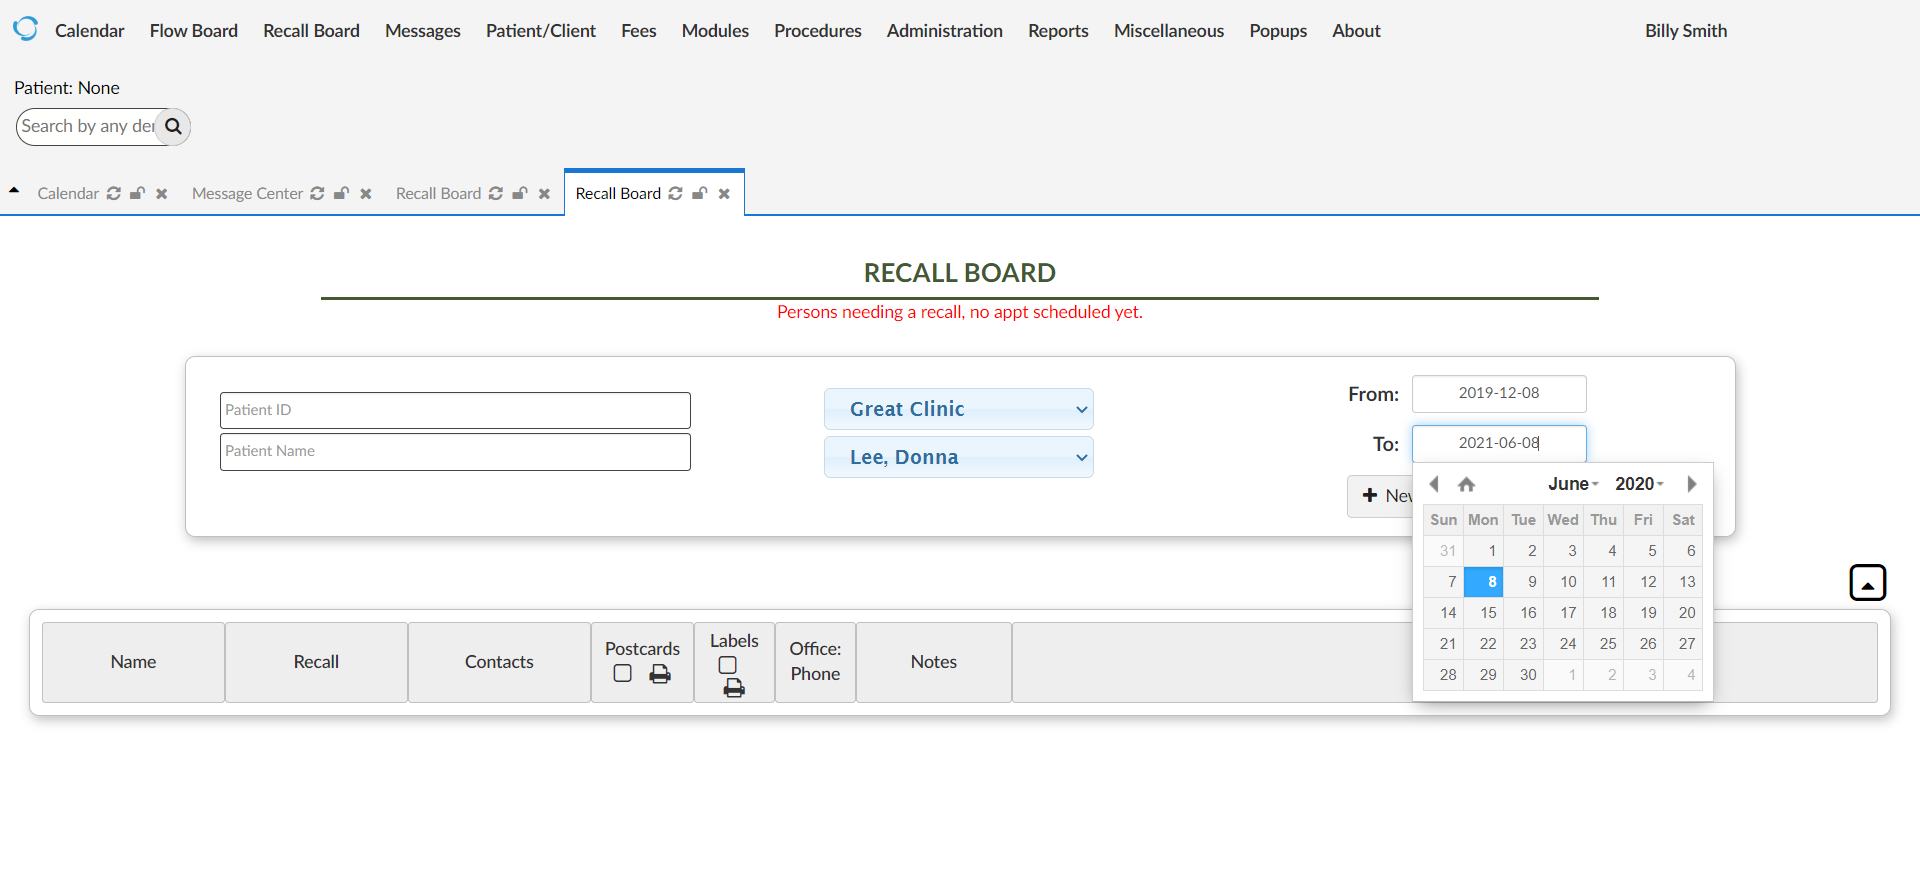 Calendar Flow Board Recall Board Messages Patient/Client Fees Modules Procedures Administration Reports Miscellaneous Popups About Billy Smith
Patient: None
Search by any der
Calendar Message Center Recall Board Recall Board
RECALL BOARD
Persons needing a recall, no appt scheduled yet.
Patient ID
Patient Name
Great Clinic
Lee, Donna
From: 2019-12-08
To: 2021-06-08
New
June 2020
Sun Mon Tue Wed Thu Fri Sat
31 1 2 3 4 5 6
7 8 9 10 11 12 13
14 15 16 17 18 19 20
21 22 23 24 25 26 27
28 29 30 1 2 3 4
Name Recall Contacts Postcards Labels Office: Phone Notes